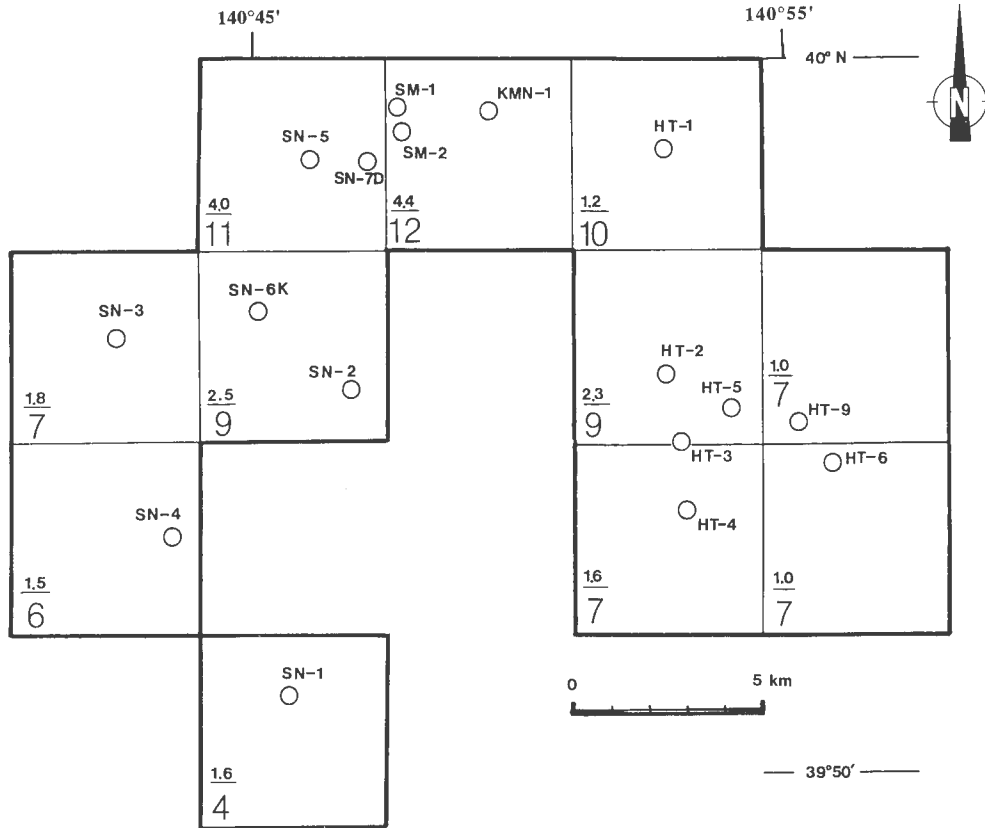 140°45'
140°55'
40° N
N
SM-1
KMN-1
SM-2
HT-1
SN-5
SN-7D
4.0
11
4.4
12
1.2
10
SN-3
SN-6K
SN-2
HT-2
HT-5
1.0
7
HT-9
1.8
7
2.5
9
2.3
9
HT-3
HT-6
SN-4
HT-4
1.5
6
1.6
7
1.0
7
SN-1
0
5 km
1.6
4
39°50'